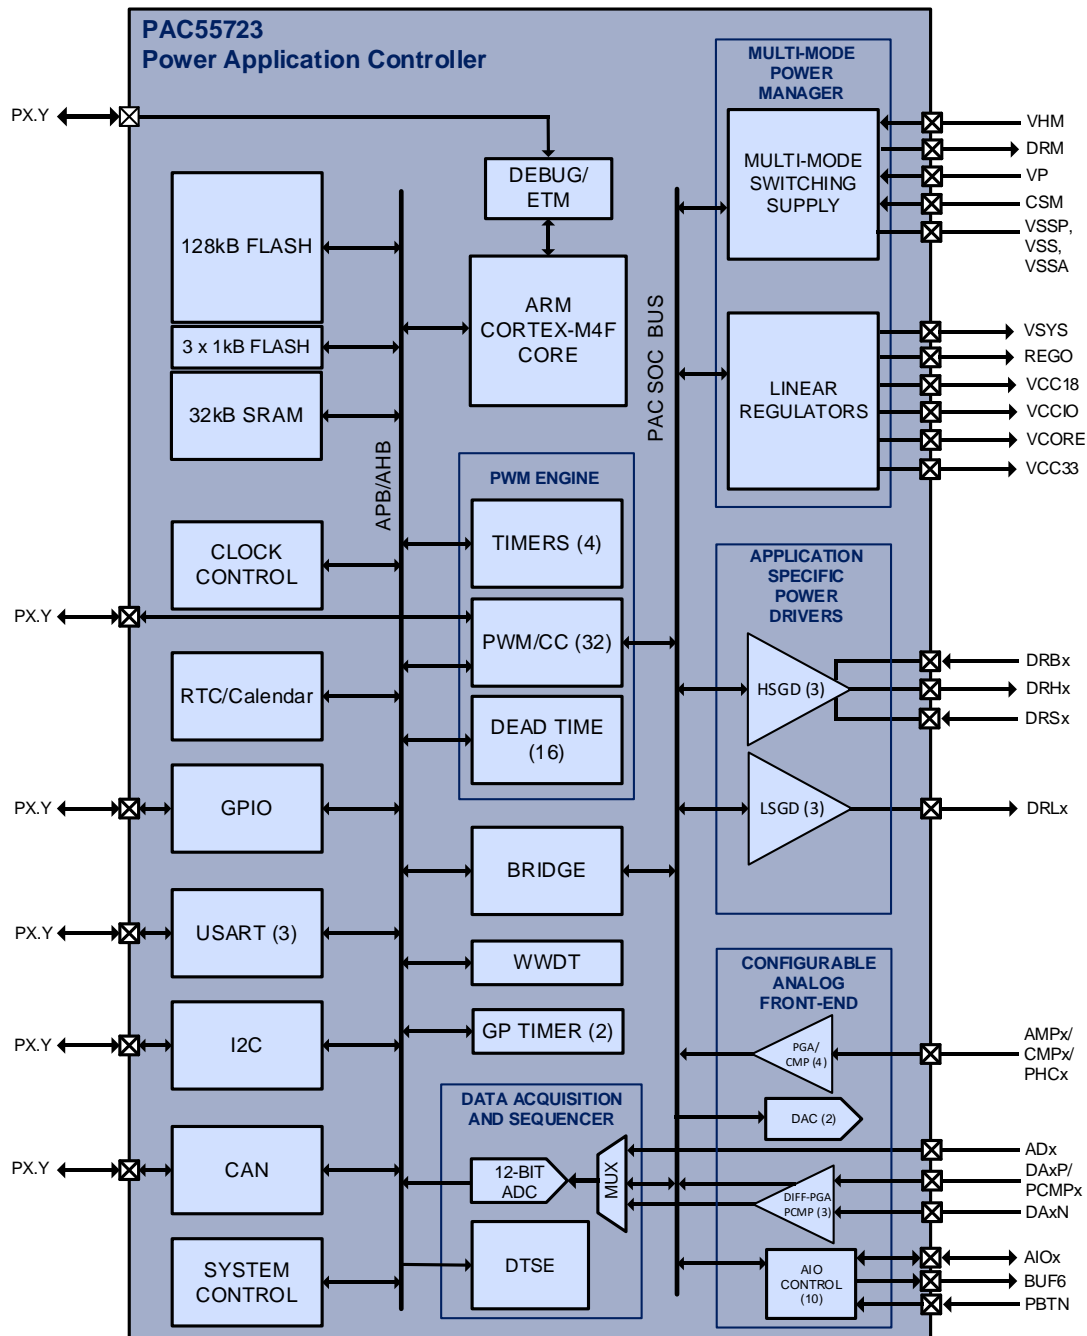 PAC55723
Power Application Controller
PX.Y
DEBUG/
ETM
128kB FLASH
3 x 1kB FLASH
32kB SRAM
ARM
CORTEX-M4F
CORE
APB/AHB
PAC SOC BUS
CLOCK
CONTROL
PX.Y
RTC/Calendar
PX.Y
GPIO
PX.Y
USART (3)
PX.Y
I2C
PX.Y
CAN
SYSTEM
CONTROL
PWM ENGINE
TIMERS (4)
PWM/CC (32)
DEAD TIME
(16)
BRIDGE
WWDT
GP TIMER (2)
DATA ACQUISITION
AND SEQUENCER
12-BIT
ADC
MUX
DTSE
MULTI-MODE
POWER
MANAGER
MULTI-MODE
SWITCHING
SUPPLY
VHM
DRM
VP
CSM
VSSP,
VSS,
VSSA
LINEAR
REGULATORS
VSYS
REGO
VCC18
VCCIO
VCORE
VCC33
APPLICATION
SPECIFIC
POWER
DRIVERS
HSGD (3)
DRBx
DRHx
DRSx
LSGD (3)
DRLx
CONFIGURABLE
ANALOG
FRONT-END
PGA/
CMP (4)
AMPx/
CMPx/
PHCx
DAC (2)
ADx
DIFF-PGA
PCMP (3)
DAxP/
PCMPx
DAxN
AIO
CONTROL
(10)
AIOx
BUF6
PBTN